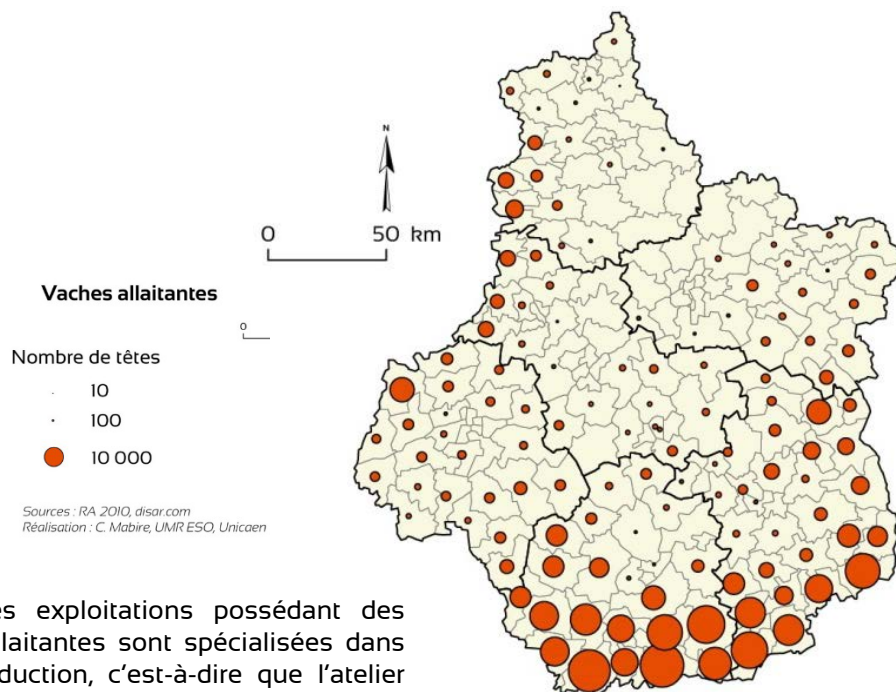 N
0 50 km
Vaches allaitantes
0
Nombre de têtes
10
100
10 000
Sources : RA 2010, disar.com
Réalisation : C. Mabire, UMR ESO, Unicaen
es exploitations possédant des
llaitantes sont spécialisées dans
duction, c'est-à-dire que l'atelier